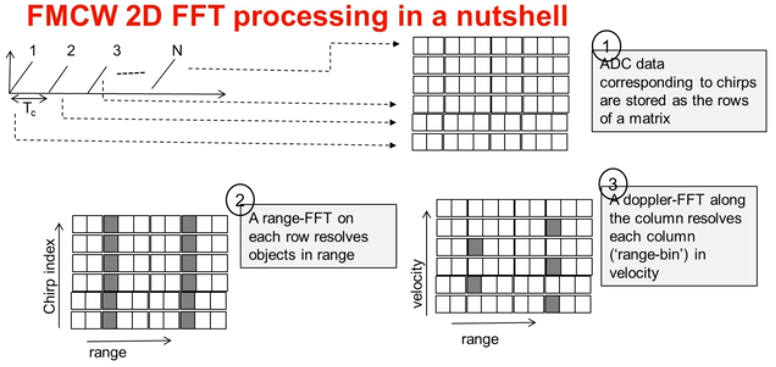 FMCW 2D FFT processing in a nutshell
1 2 3 N
T_c
1
ADC data
corresponding to chirps
are stored as the rows
of a matrix
2
A range-FFT on
each row resolves
objects in range
Chirp index
range
3
A doppler-FFT along
the column resolves
each column
('range-bin') in
velocity
velocity
range